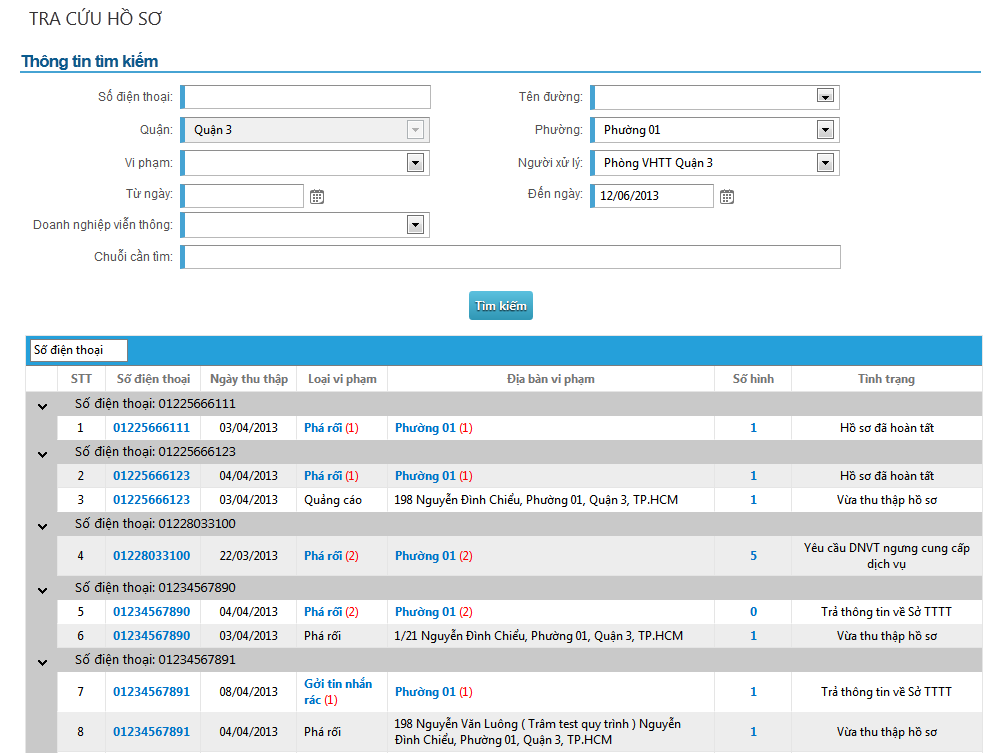 TRA CỨU HỒ SƠ
Thông tin tìm kiếm
Số điện thoại: Tên đường:
Quận: Quận 3 Phường: Phường 01
Vi phạm: Người xử lý: Phòng VHTT Quận 3
Từ ngày: Đến ngày: 12/06/2013
Doanh nghiệp viễn thông:
Chuỗi cần tìm:
Tìm kiếm
Số điện thoại
STT Số điện thoại Ngày thu thập Loại vi phạm Địa bàn vi phạm Số hình Tình trạng
Số điện thoại: 01225666111
1 01225666111 03/04/2013 Phá rối (1) Phường 01 (1) 1 Hồ sơ đã hoàn tất
Số điện thoại: 01225666123
2 01225666123 04/04/2013 Phá rối (1) Phường 01 (1) 1 Hồ sơ đã hoàn tất
3 01225666123 03/04/2013 Quảng cáo 198 Nguyễn Đình Chiểu, Phường 01, Quận 3, TP.HCM 1 Vừa thu thập hồ sơ
Số điện thoại: 01228033100
4 01228033100 22/03/2013 Phá rối (2) Phường 01 (2) 5 Yêu cầu DNVT ngưng cung cấp
dịch vụ
Số điện thoại: 01234567890
5 01234567890 04/04/2013 Phá rối (2) Phường 01 (2) 0 Trả thông tin về Sở TTTT
6 01234567890 03/04/2013 Phá rối 1/21 Nguyễn Đình Chiểu, Phường 01, Quận 3, TP.HCM 1 Vừa thu thập hồ sơ
Số điện thoại: 01234567891
7 01234567891 08/04/2013 Gởi tin nhắn
rác (1) Phường 01 (1) 1 Trả thông tin về Sở TTTT
8 01234567891 04/04/2013 Phá rối 198 Nguyễn Văn Luông ( Trâm test quy trình ) Nguyễn
Đình Chiểu, Phường 01, Quận 3, TP.HCM 1 Vừa thu thập hồ sơ